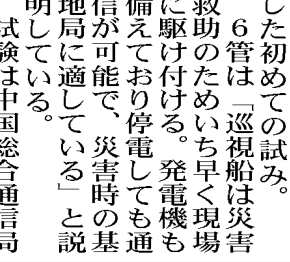 した初めての試み。
６管は「巡視船は災害
救助のためいち早く現場
に駆け付ける。発電機も
備えており停電しても通
信が可能で、災害時の基
地局に適している」と説
明している。
試験は中国総合通信局